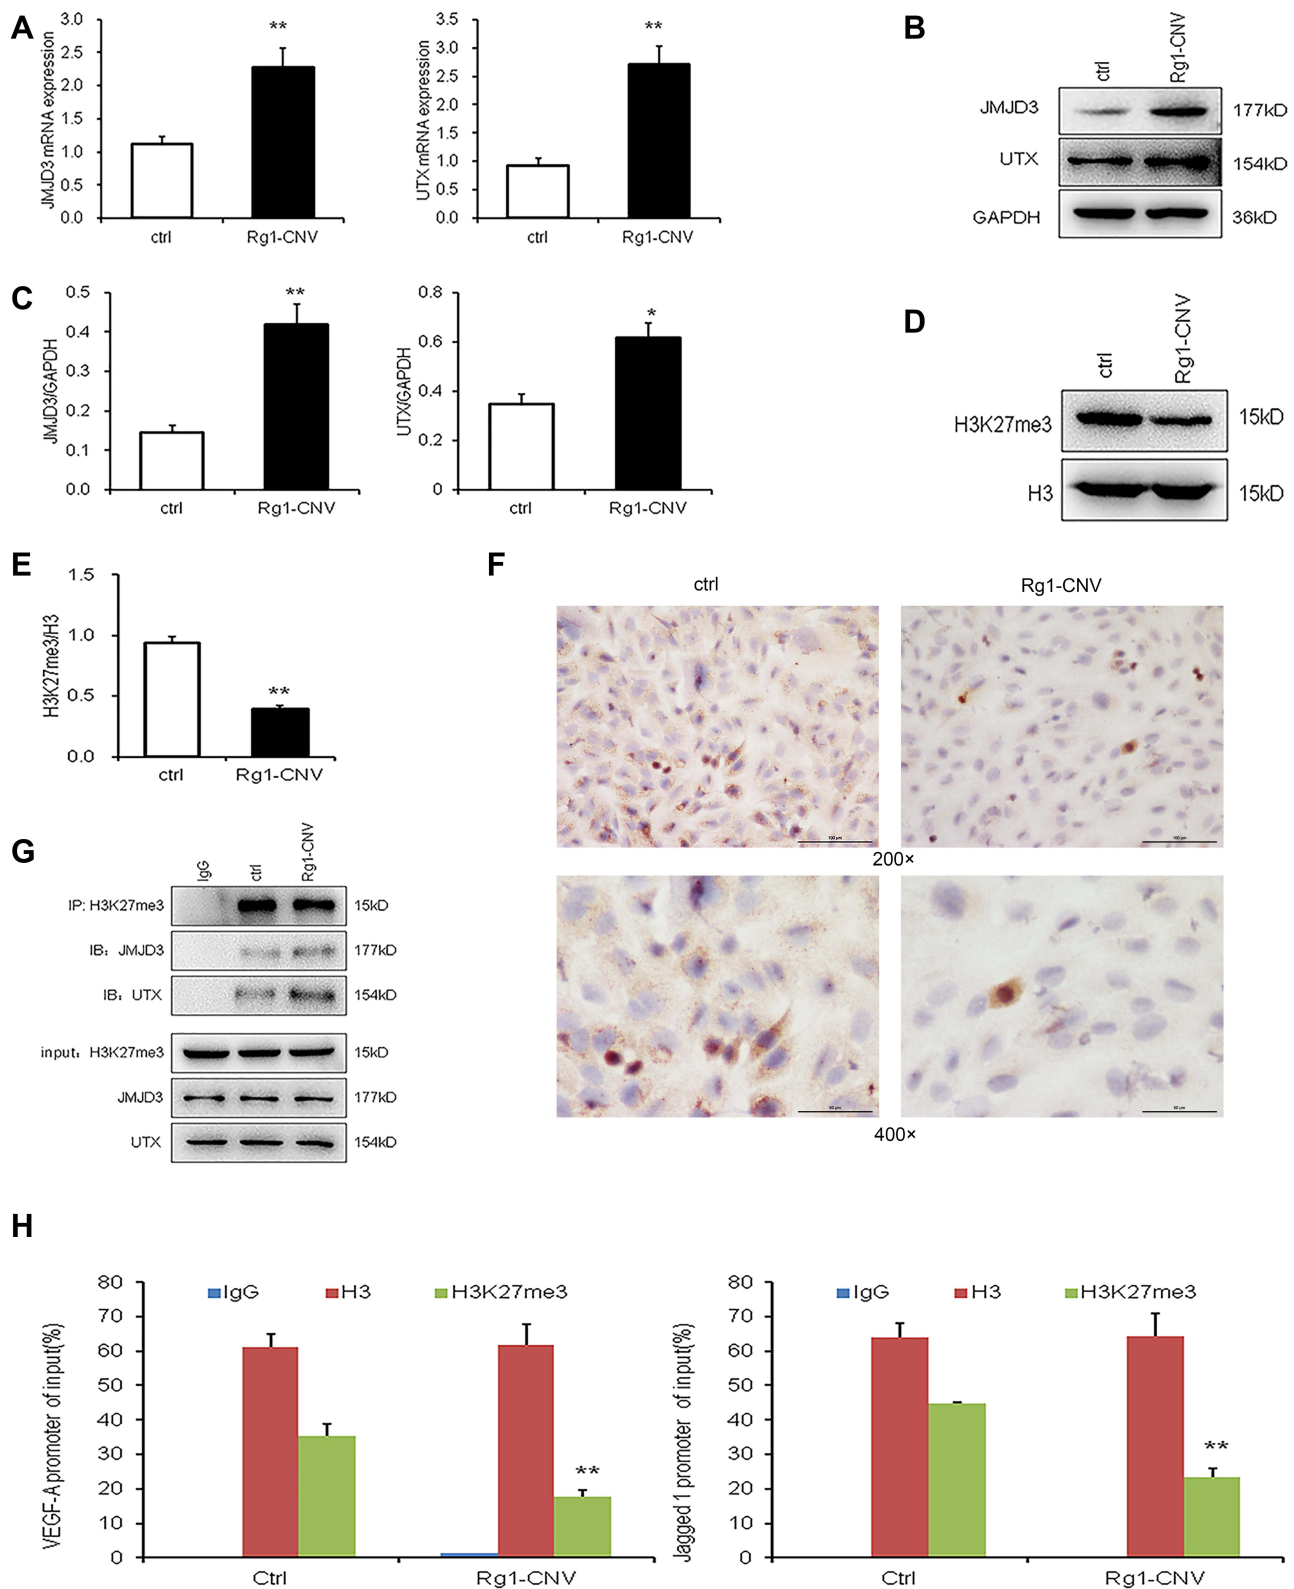 A
JMJD3 mRNA expression
3.0
2.5
2.0
1.5
1.0
0.5
0.0
**
ctrl
Rg1-CNV
UTX mRNA expression
3.5
3.0
2.5
2.0
1.5
1.0
0.5
0.0
**
ctrl
Rg1-CNV
B
ctrl
Rg1-CNV
JMJD3
177kD
UTX
154kD
GAPDH
36kD
C
JMJD3/GAPDH
0.5
0.4
0.3
0.2
0.1
0.0
**
ctrl
Rg1-CNV
UTX/GAPDH
0.8
0.6
0.4
0.2
0
*
ctrl
Rg1-CNV
D
ctrl
Rg1-CNV
H3K27me3
15kD
H3
15kD
E
H3K27me3/H3
1.5
1.0
0.5
0.0
**
ctrl
Rg1-CNV
F
ctrl
Rg1-CNV
100 μm
100 μm
200×
50 μm
50 μm
400×
G
IgG
ctrl
Rg1-CNV
IP: H3K27me3
15kD
IB: JMJD3
177kD
IB: UTX
154kD
input: H3K27me3
15kD
JMJD3
177kD
UTX
154kD
H
VEGF-A promoter of input(%)
80
70
60
50
40
30
20
10
0
IgG
H3
H3K27me3
**
Ctrl
Rg1-CNV
Jagged 1 promoter of input(%)
80
70
60
50
40
30
20
10
0
IgG
H3
H3K27me3
**
Ctrl
Rg1-CNV